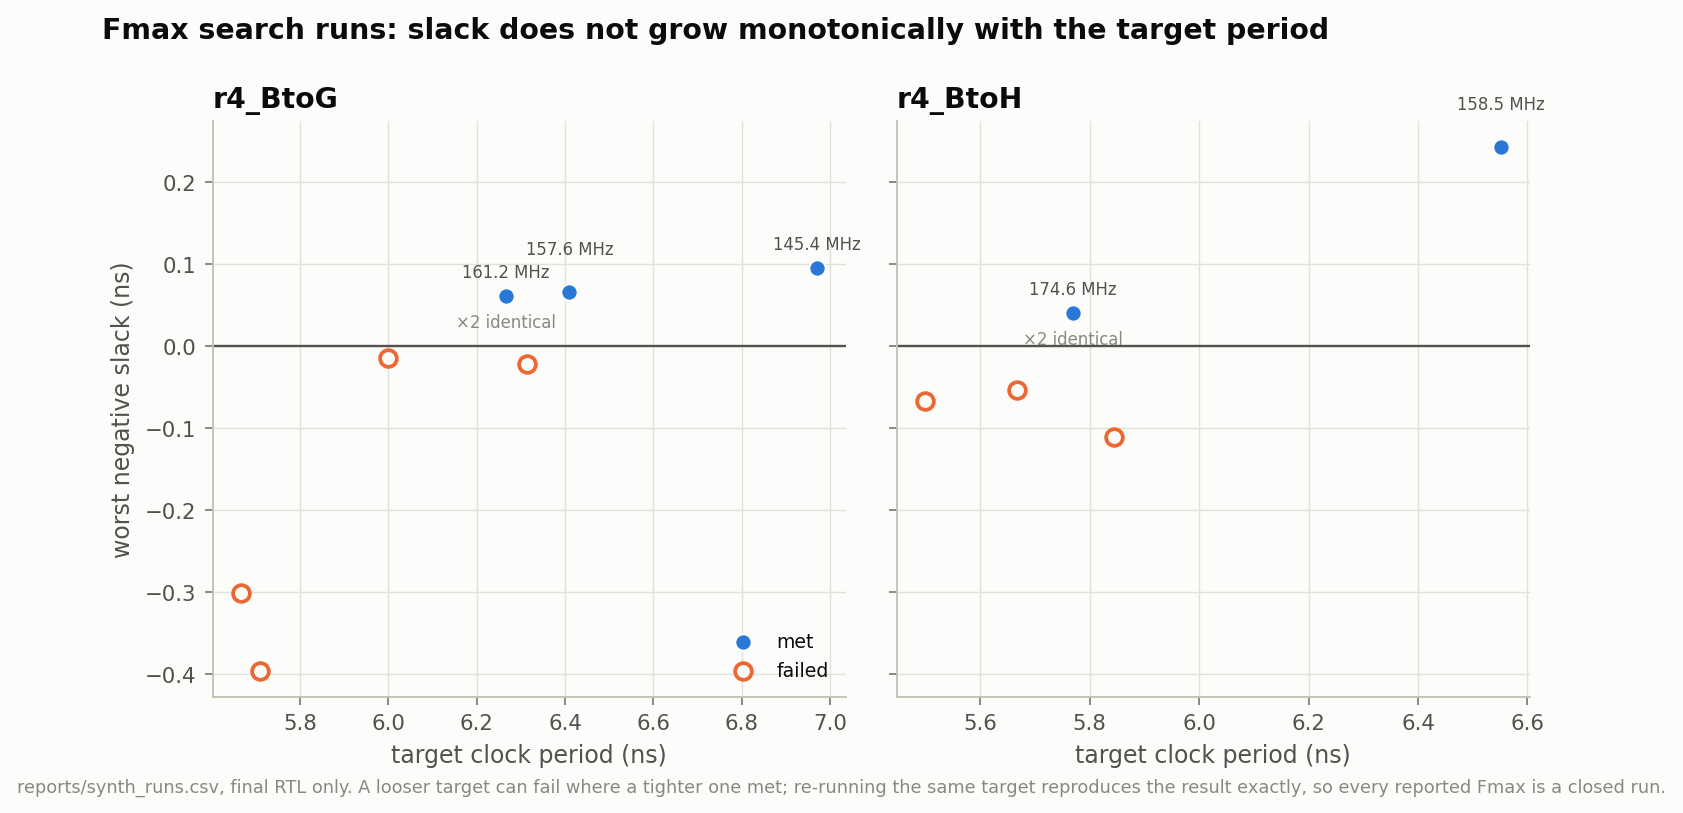 Fmax search runs: slack does not grow monotonically with the target period
r4_BtoG
worst negative slack (ns)
0.2
0.1
0.0
−0.1
−0.2
−0.3
−0.4
161.2 MHz
157.6 MHz
145.4 MHz
×2 identical
met
failed
5.8
6.0
6.2
6.4
6.6
6.8
7.0
target clock period (ns)
r4_BtoH
158.5 MHz
174.6 MHz
×2 identical
5.6
5.8
6.0
6.2
6.4
6.6
target clock period (ns)
reports/synth_runs.csv, final RTL only. A looser target can fail where a tighter one met; re-running the same target reproduces the result exactly, so every reported Fmax is a closed run.